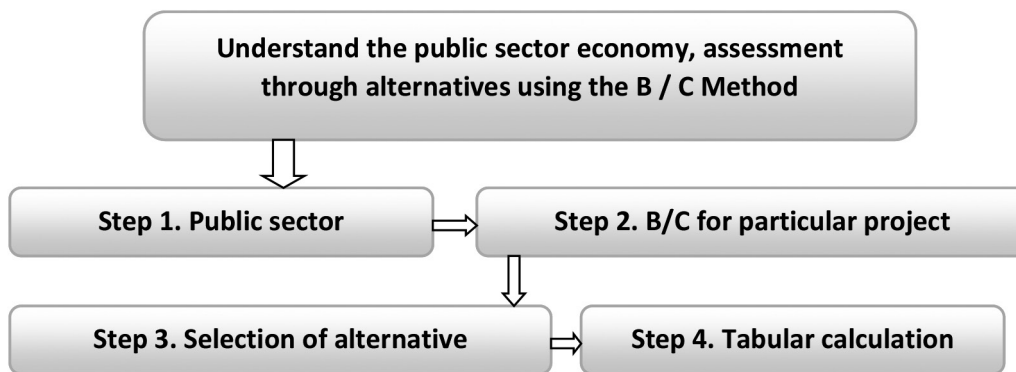 Understand the public sector economy, assessment
through alternatives using the B / C Method
Step 1. Public sector
Step 2. B/C for particular project
Step 3. Selection of alternative
Step 4. Tabular calculation